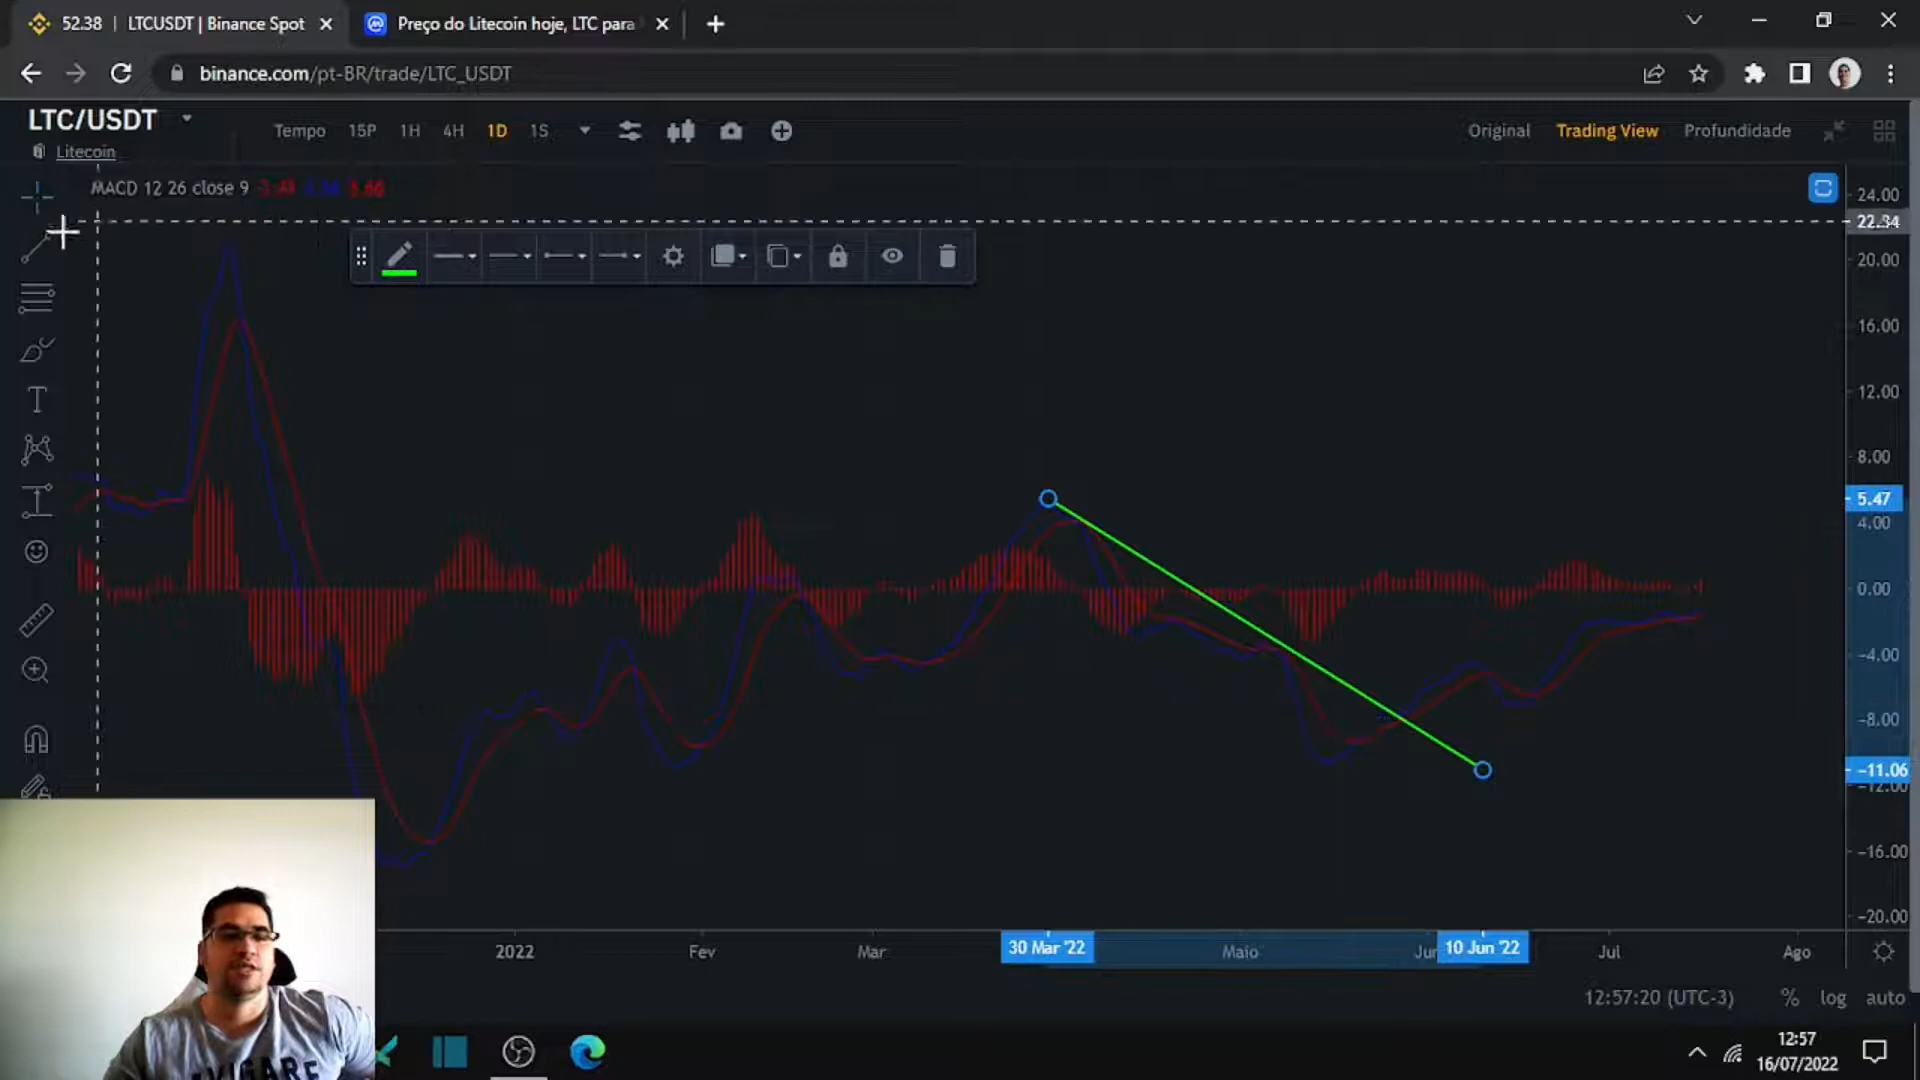 52.38 | LTCUSDT | Binance Spot
Preço do Litecoin hoje, LTC para
binance.com/pt-BR/trade/LTC_USDT
LTC/USDT
Litecoin
Tempo 15P 1H 4H 1D 1S
Original Trading View Profundidade
MACD 12 26 close 9
24.00
22.34
20.00
16.00
12.00
8.00
5.47
4.00
0.00
-4.00
-8.00
-11.06
-12.00
-16.00
-20.00
2022 Fev Mar 30 Mar '22 Maio Jun 10 Jun '22 Jul Ago
12:57:20 (UTC-3) % log auto
12:57
16/07/2022